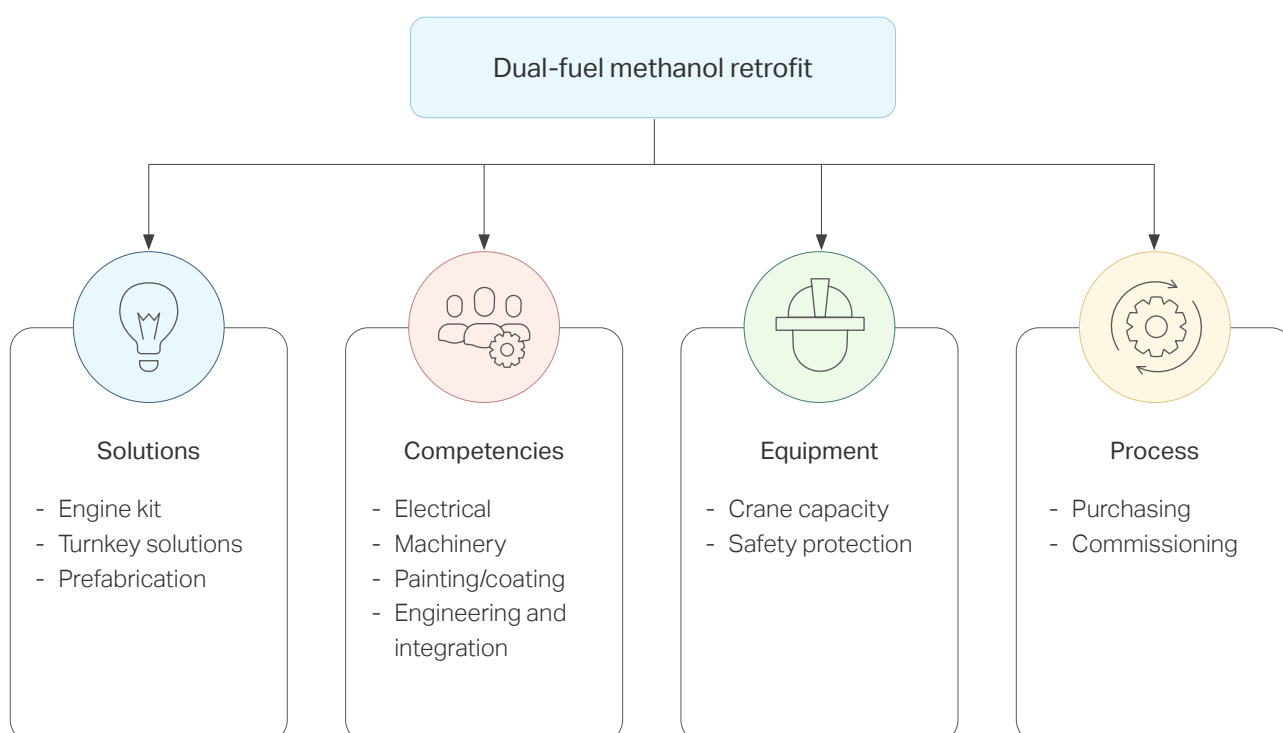 Dual-fuel methanol retrofit
Solutions
- Engine kit
- Turnkey solutions
- Prefabrication
Competencies
- Electrical
- Machinery
- Painting/coating
- Engineering and
integration
Equipment
- Crane capacity
- Safety protection
Process
- Purchasing
- Commissioning